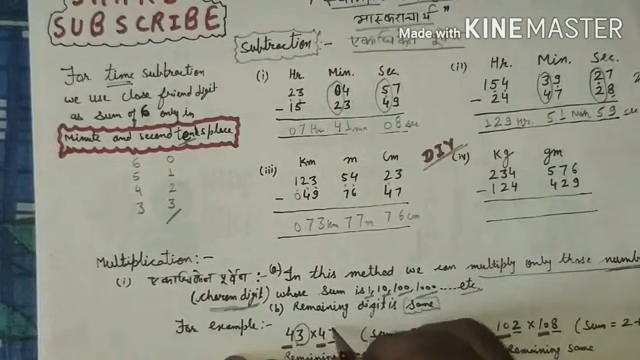 SUBSCRIBE
"भास्कराचार्य"
Made with KINEMASTER
Subtraction :-
For time Subtraction
we use close friend digit
as sum of 6 only in
Minute and second tens place
6 0
5 1
4 2
3 3
(i) Hr. Min. Sec.
23 04 57
- 15 23 49
07 Hr 41 min 08 sec
(ii) Hr. Min. Sec.
154 39 27
- 24 47 28
129 Hr. 51 Min 59 sec
(iii) Km m Cm
123 54 23
- 049 76 47
073 Km 77 m 76 cm
DIY
(iv) Kg gm
234 576
- 124 429
Multiplication :-
(i) :- (a) In this method we can multiply only those number
(charam digit) whose sum is 1, 10, 100, 1000 ..... etc.
(b) Remaining digit is same
For example :- 43 × 4 (Sum 102 × 108 (Sum = 2+
Remaining Remaining same